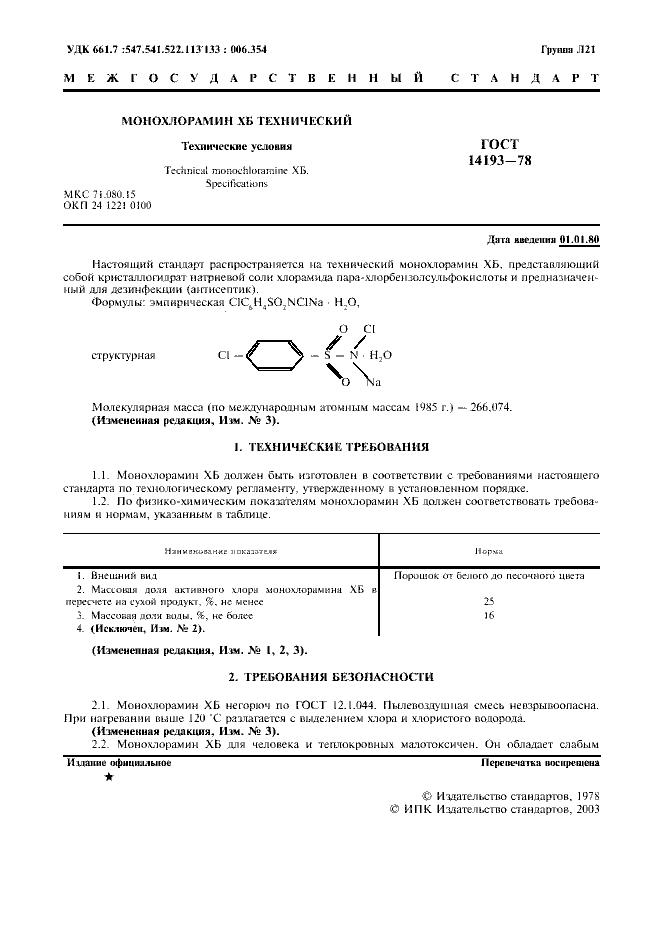 УДК 661.7 :547.541.522.113'133 : 006.354 Группа Л21
МЕЖГОСУДАРСТВЕННЫЙ СТАНДАРТ
МОНОХЛОРАМИН ХБ ТЕХНИЧЕСКИЙ
Технические условия
ГОСТ
14193—78
Technical monochloramine ХБ.
Specifications
МКС 71.080.15
ОКП 24 1221 0100
Дата введения 01.01.80
Настоящий стандарт распространяется на технический монохлорамин ХБ, представляющий
собой кристаллогидрат натриевой соли хлорамида пара-хлорбензолсульфокислоты и предназначен-
ный для дезинфекции (антисептик).
Формулы: эмпирическая ClC₆H₄SO₂NClNa · H₂O,
O Cl
структурная Cl — — S — N · H₂O
O Na
Молекулярная масса (по международным атомным массам 1985 г.) — 266,074.
(Измененная редакция, Изм. № 3).
1. ТЕХНИЧЕСКИЕ ТРЕБОВАНИЯ
1.1. Монохлорамин ХБ должен быть изготовлен в соответствии с требованиями настоящего
стандарта по технологическому регламенту, утвержденному в установленном порядке.
1.2. По физико-химическим показателям монохлорамин ХБ должен соответствовать требова-
ниям и нормам, указанным в таблице.
Наименование показателя Норма
1. Внешний вид Порошок от белого до песочного цвета
2. Массовая доля активного хлора монохлорамина ХБ в
пересчете на сухой продукт, %, не менее 25
3. Массовая доля воды, %, не более 16
4. (Исключен, Изм. № 2).
(Измененная редакция, Изм. № 1, 2, 3).
2. ТРЕБОВАНИЯ БЕЗОПАСНОСТИ
2.1. Монохлорамин ХБ негорюч по ГОСТ 12.1.044. Пылевоздушная смесь невзрывоопасна.
При нагревании выше 120 °С разлагается с выделением хлора и хлористого водорода.
(Измененная редакция, Изм. № 3).
2.2. Монохлорамин ХБ для человека и теплокровных малотоксичен. Он обладает слабым
Издание официальное Перепечатка воспрещена
★
© Издательство стандартов, 1978
© ИПК Издательство стандартов, 2003